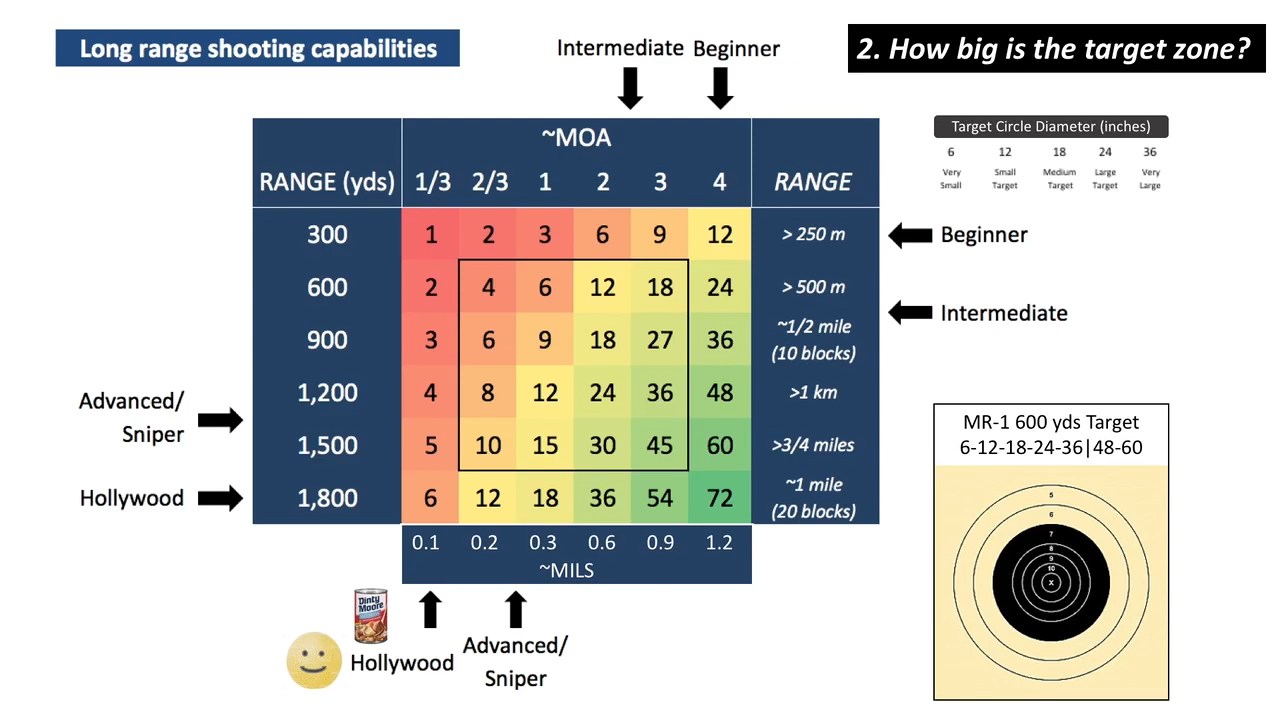 Long range shooting capabilities
Intermediate Beginner
2. How big is the target zone?
~MOA
RANGE (yds) 1/3 2/3 1 2 3 4 RANGE
300 1 2 3 6 9 12 > 250 m
600 2 4 6 12 18 24 > 500 m
900 3 6 9 18 27 36 ~1/2 mile
(10 blocks)
1,200 4 8 12 24 36 48 >1 km
1,500 5 10 15 30 45 60 >3/4 miles
1,800 6 12 18 36 54 72 ~1 mile
(20 blocks)
0.1 0.2 0.3 0.6 0.9 1.2
~MILS
Advanced/
Sniper
Hollywood
Dinty
Moore
Hollywood
Advanced/
Sniper
Target Circle Diameter (inches)
6 12 18 24 36
Very Small Medium Large Very
Small Target Target Target Large
Beginner
Intermediate
MR-1 600 yds Target
6-12-18-24-36|48-60
5
6
7
8
9
10
X